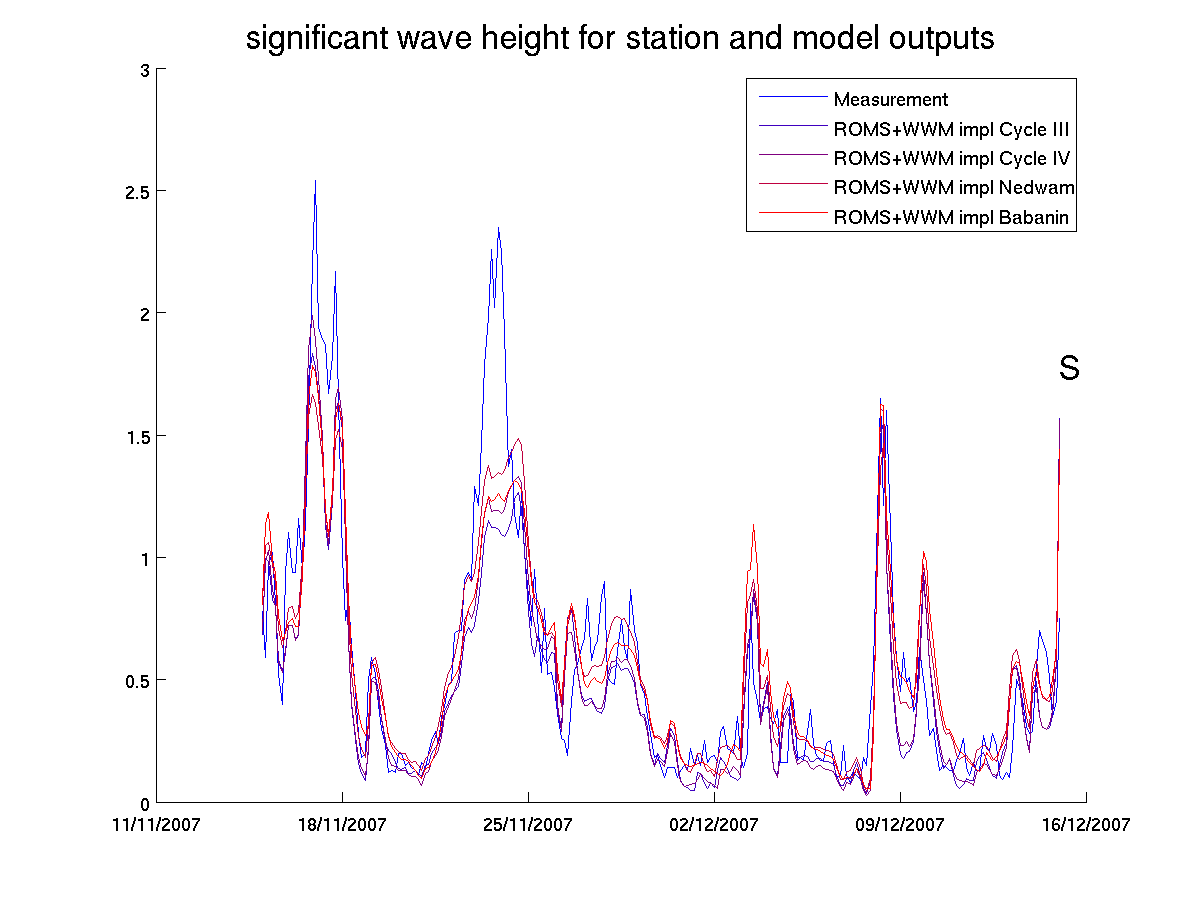 significant wave height for station and model outputs
3
2.5
2
1.5
1
0.5
0
Measurement
ROMS+WWM impl Cycle III
ROMS+WWM impl Cycle IV
ROMS+WWM impl Nedwam
ROMS+WWM impl Babanin
S
11/11/2007 18/11/2007 25/11/2007 02/12/2007 09/12/2007 16/12/2007